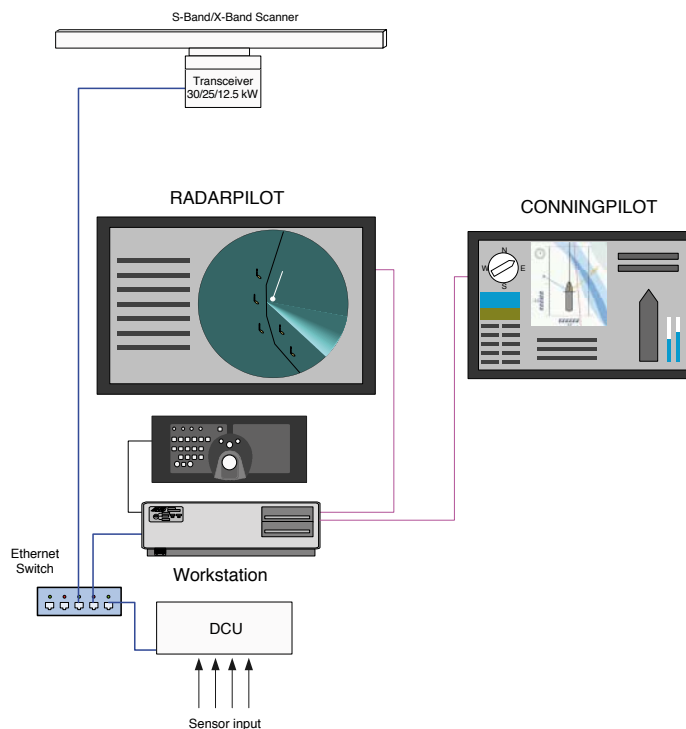 S-Band/X-Band Scanner
Transceiver
30/25/12.5 kW
RADARPILOT
CONNINGPILOT
N
W
E
S
Ethernet
Switch
Workstation
DCU
Sensor input